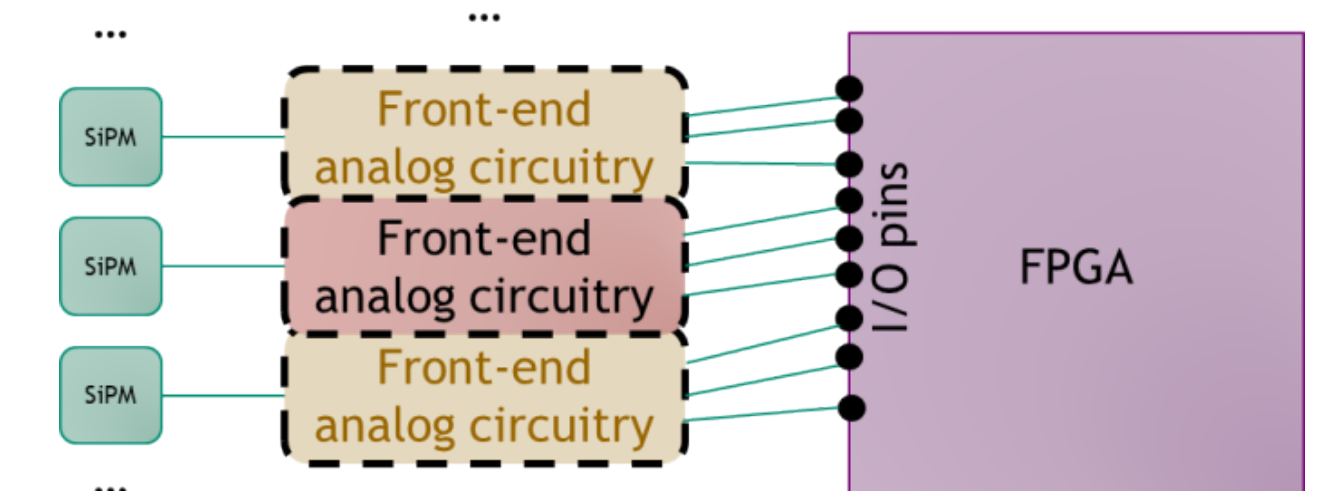 ...
...
SiPM
Front-end
analog circuitry
SiPM
Front-end
analog circuitry
SiPM
Front-end
analog circuitry
...
I/O pins
FPGA